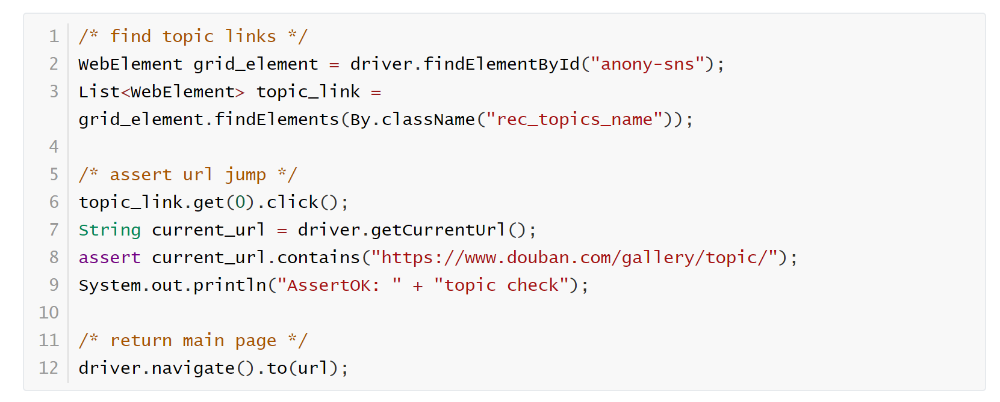 1 /* find topic links */
2 WebElement grid_element = driver.findElementById("anony-sns");
3 List<WebElement> topic_link =
grid_element.findElements(By.className("rec_topics_name"));
4
5 /* assert url jump */
6 topic_link.get(0).click();
7 String current_url = driver.getCurrentUrl();
8 assert current_url.contains("https://www.douban.com/gallery/topic/");
9 System.out.println("AssertOK: " + "topic check");
10
11 /* return main page */
12 driver.navigate().to(url);